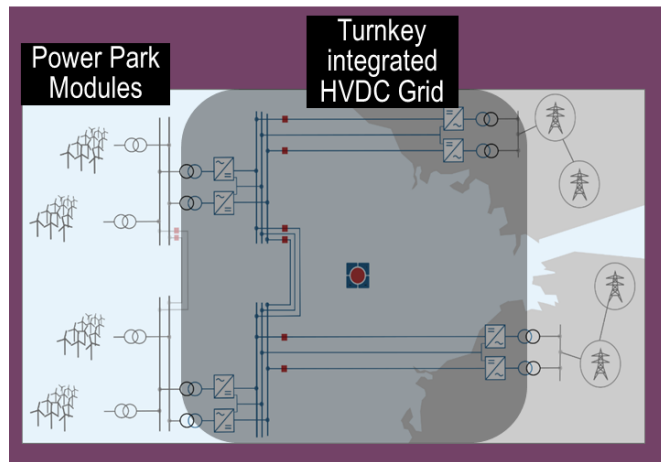 Power Park
Modules
Turnkey
integrated
HVDC Grid